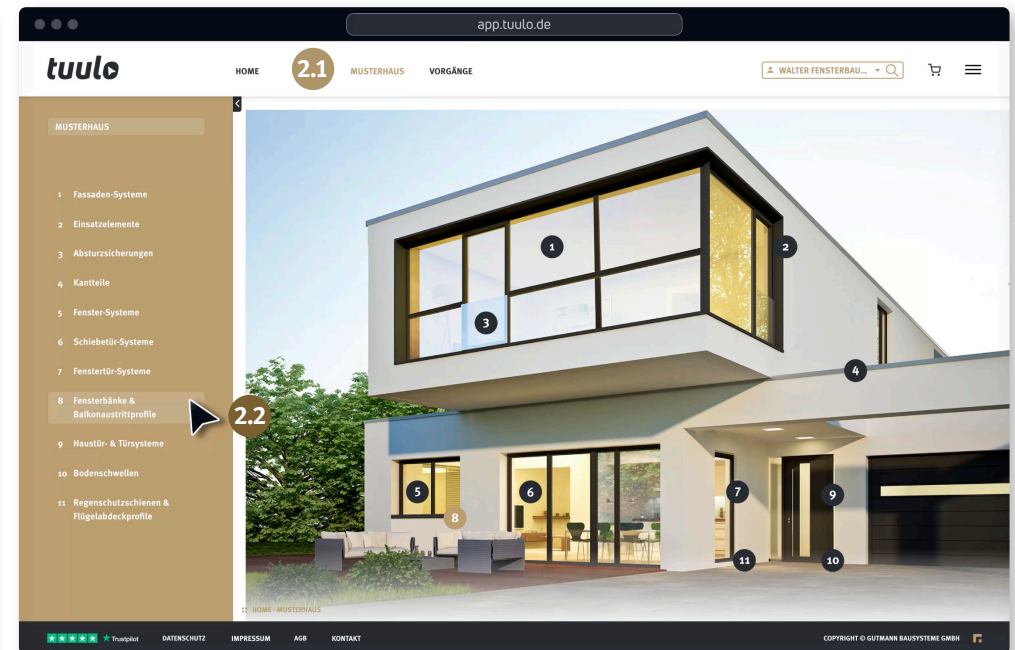 app.tuulo.de
tuulo
HOME
2.1
MUSTERHAUS
VORGÄNGE
WALTER FENSTERBAU...
MUSTERHAUS
1 Fassaden-Systeme
2 Einsatzelemente
3 Absturzsicherungen
4 Kantteile
5 Fenster-Systeme
6 Schiebetür-Systeme
7 Fenstertür-Systeme
8 Fensterbänke &
Balkonaustrittprofile
2.2
9 Haustür- & Türsysteme
10 Bodenschwellen
11 Regenschutzschienen &
Flügelabdeckprofile
1
2
3
4
5
6
7
8
9
10
11
:: HOME - MUSTERHAUS
Trustpilot
DATENSCHUTZ
IMPRESSUM
AGB
KONTAKT
COPYRIGHT © GUTMANN BAUSYSTEME GMBH